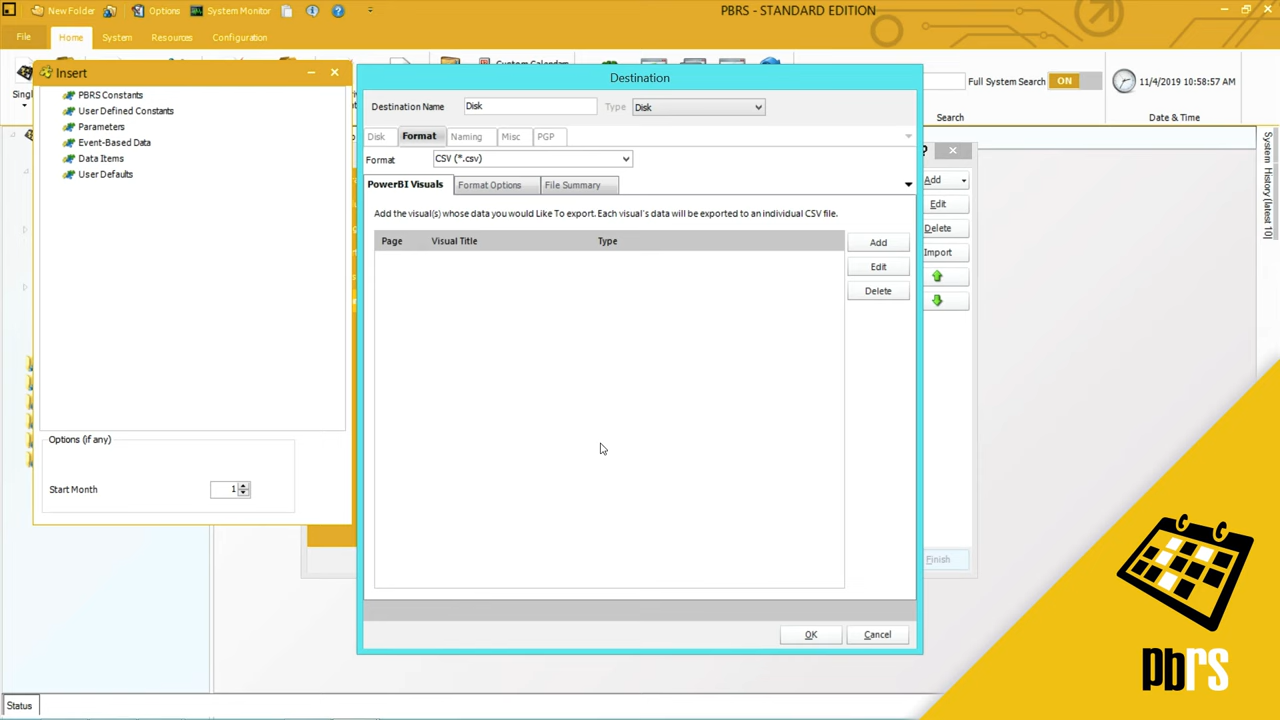 New Folder
Options
System Monitor
PBRS - STANDARD EDITION
File
Home
System
Resources
Configuration
Custom Calendars
Full System Search
ON
11/4/2019 10:58:57 AM
Search
Date & Time
System History (latest 10)
Insert
PBRS Constants
User Defined Constants
Parameters
Event-Based Data
Data Items
User Defaults
Options (if any)
Start Month
1
Destination
Destination Name
Disk
Type
Disk
Disk
Format
Naming
Misc
PGP
Format
CSV (*.csv)
PowerBI Visuals
Format Options
File Summary
Add the visual(s) whose data you would Like To export. Each visual's data will be exported to an individual CSV file.
Page
Visual Title
Type
Add
Edit
Delete
OK
Cancel
?
Add
Edit
Delete
Import
Finish
Status
pbrs